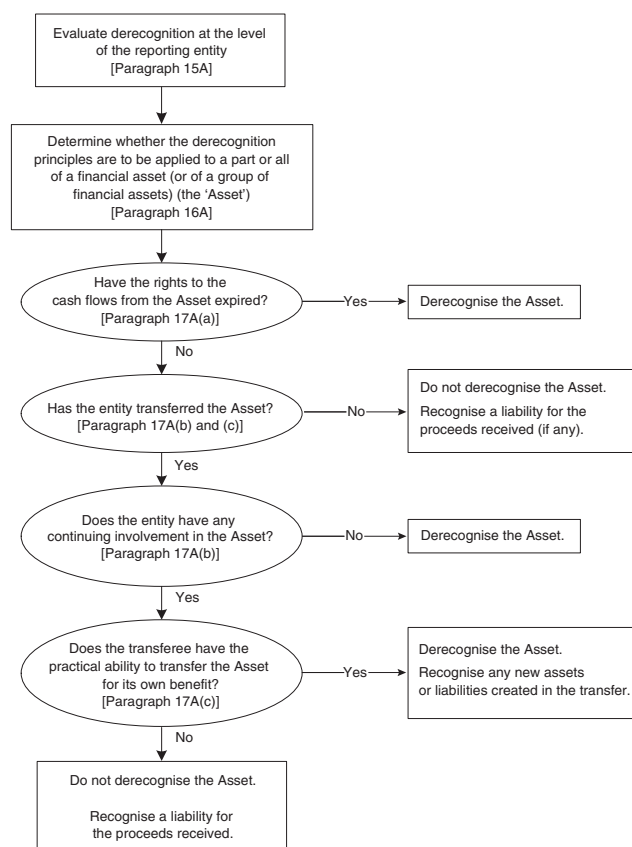 Evaluate derecognition at the level
of the reporting entity
[Paragraph 15A]
Determine whether the derecognition
principles are to be applied to a part or all
of a financial asset (or of a group of
financial assets) (the ‘Asset’)
[Paragraph 16A]
Have the rights to the
cash flows from the Asset expired?
[Paragraph 17A(a)]
Yes
Derecognise the Asset.
No
Has the entity transferred the Asset?
[Paragraph 17A(b) and (c)]
No
Do not derecognise the Asset.
Recognise a liability for the
proceeds received (if any).
Yes
Does the entity have any
continuing involvement in the Asset?
[Paragraph 17A(b)]
No
Derecognise the Asset.
Yes
Does the transferee have the
practical ability to transfer the Asset
for its own benefit?
[Paragraph 17A(c)]
Yes
Derecognise the Asset.
Recognise any new assets
or liabilities created in the transfer.
No
Do not derecognise the Asset.
Recognise a liability for
the proceeds received.